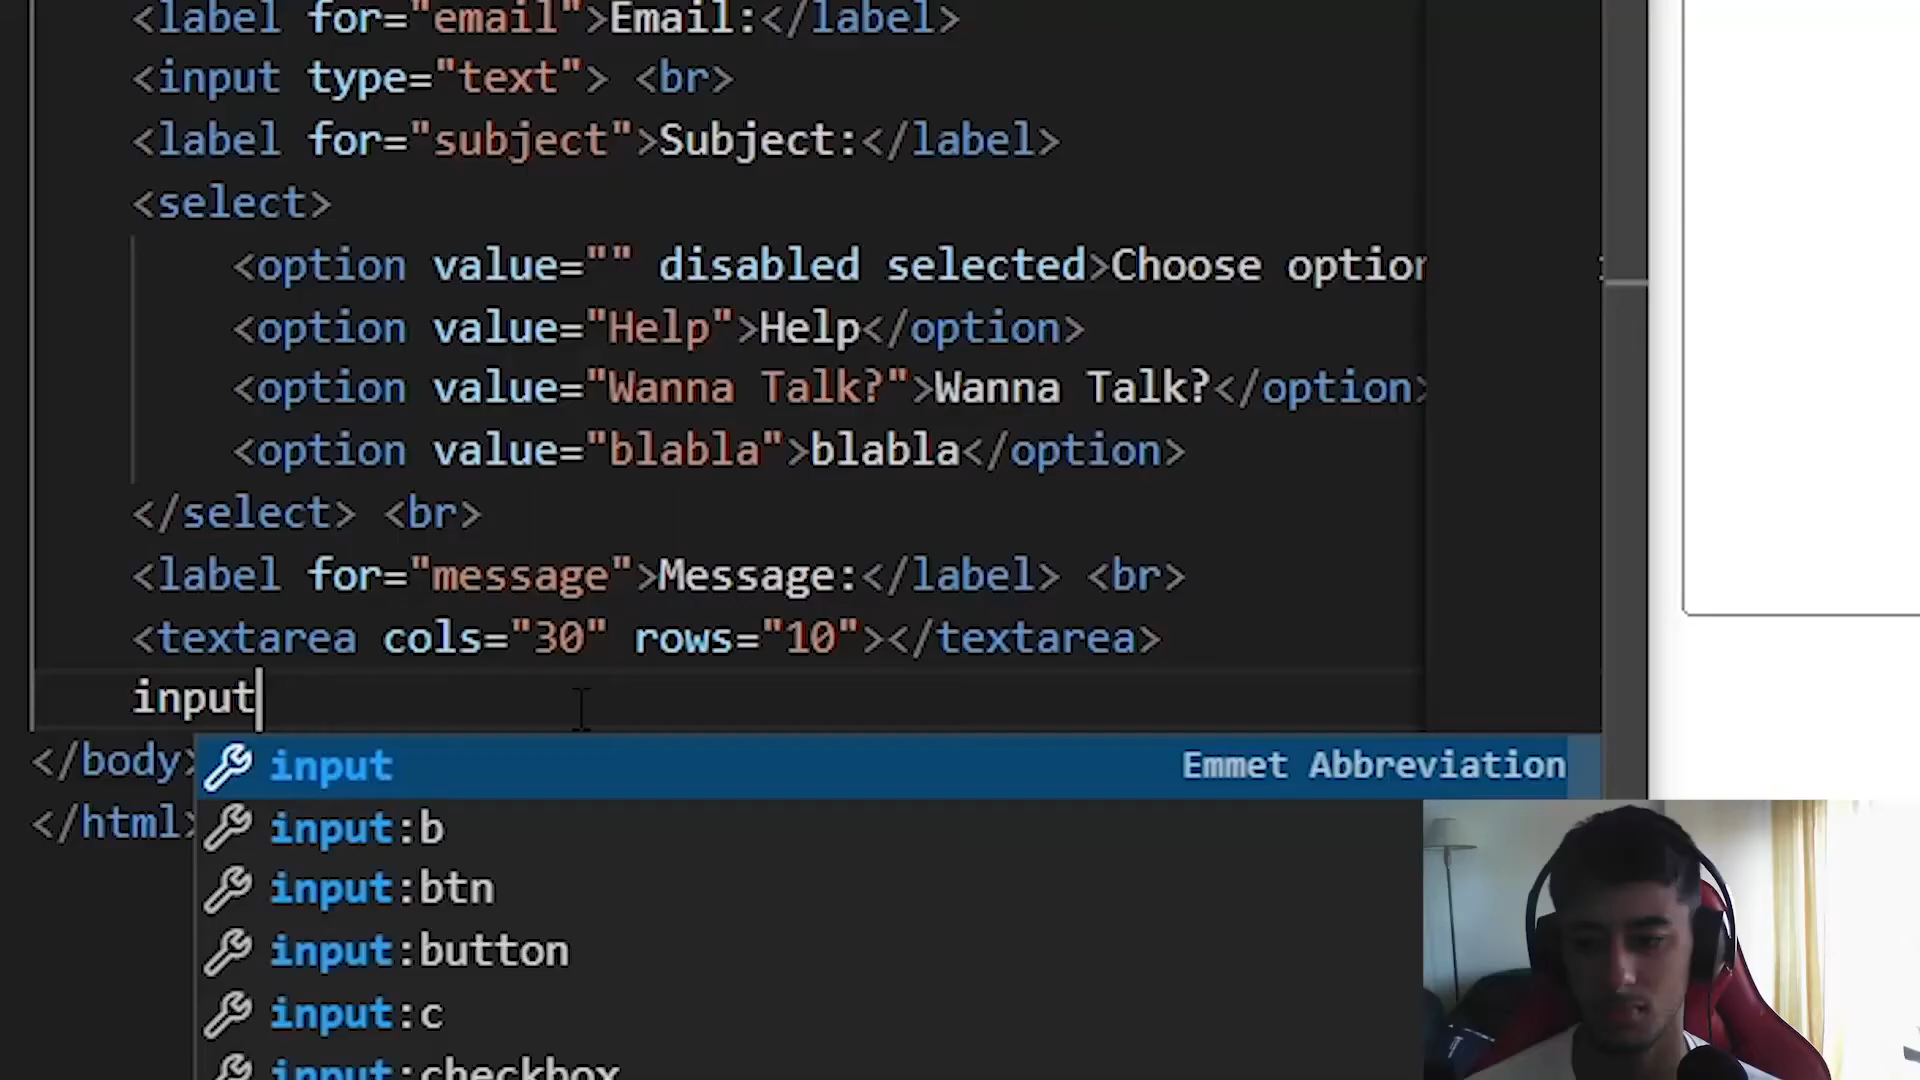 <label for="email">Email:</label>
<input type="text"> <br>
<label for="subject">Subject:</label>
<select>
<option value="" disabled selected>Choose option
<option value="Help">Help</option>
<option value="Wanna Talk?">Wanna Talk?</option>
<option value="blabla">blabla</option>
</select> <br>
<label for="message">Message:</label> <br>
<textarea cols="30" rows="10"></textarea>
input
</body>
input Emmet Abbreviation
</html>
input:b
input:btn
input:button
input:c
input:checkbox